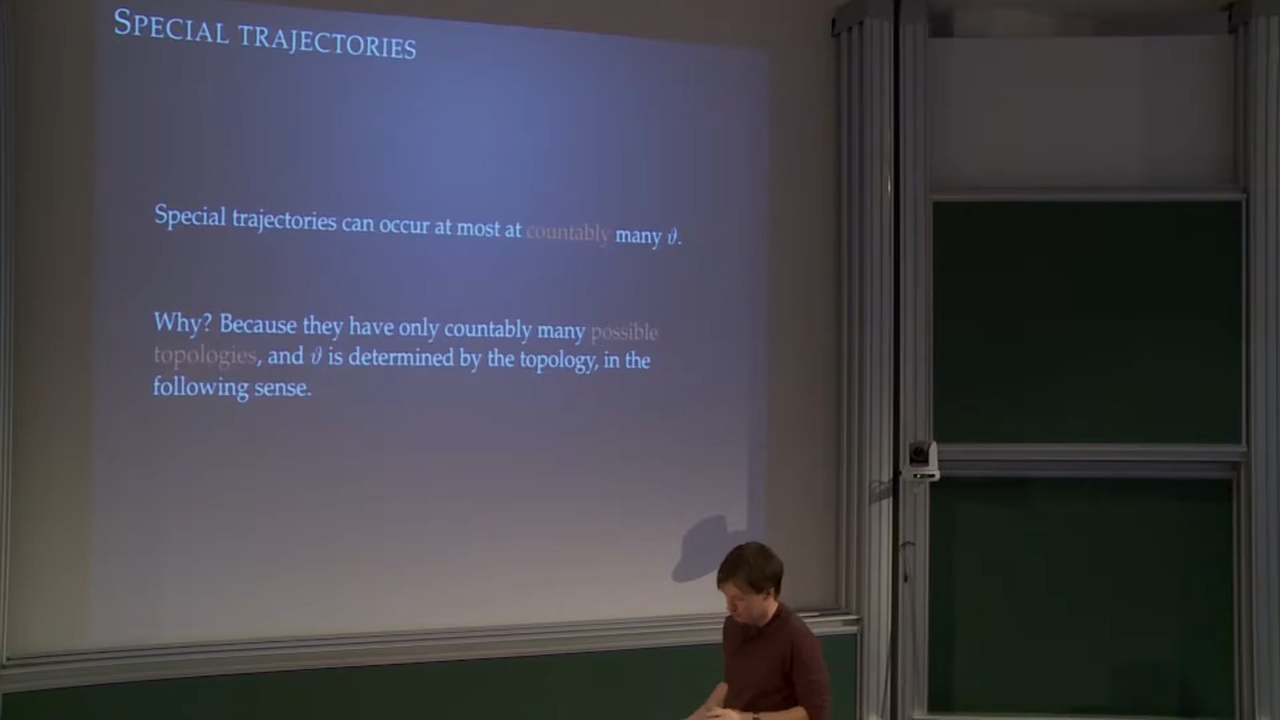 SPECIAL TRAJECTORIES
Special trajectories can occur at most at countably many ϑ.
Why? Because they have only countably many possible
topologies, and ϑ is determined by the topology, in the
following sense.